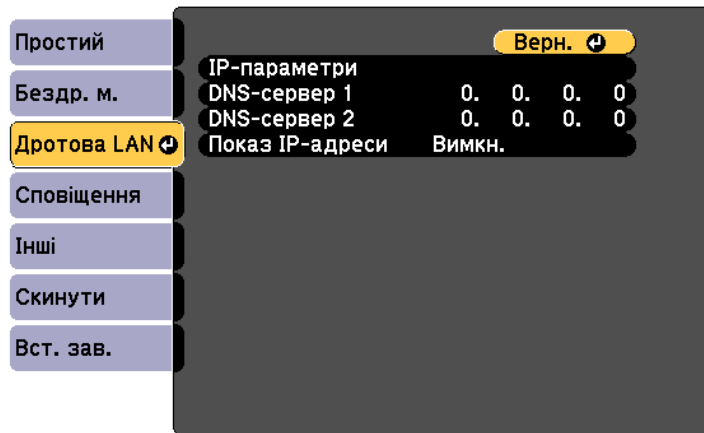 Простий
Бездр. м.
Дротова LAN
Сповіщення
Інші
Скинути
Вст. зав.
Верн.
IP-параметри
DNS-сервер 1 0. 0. 0. 0
DNS-сервер 2 0. 0. 0. 0
Показ IP-адреси Вимкн.